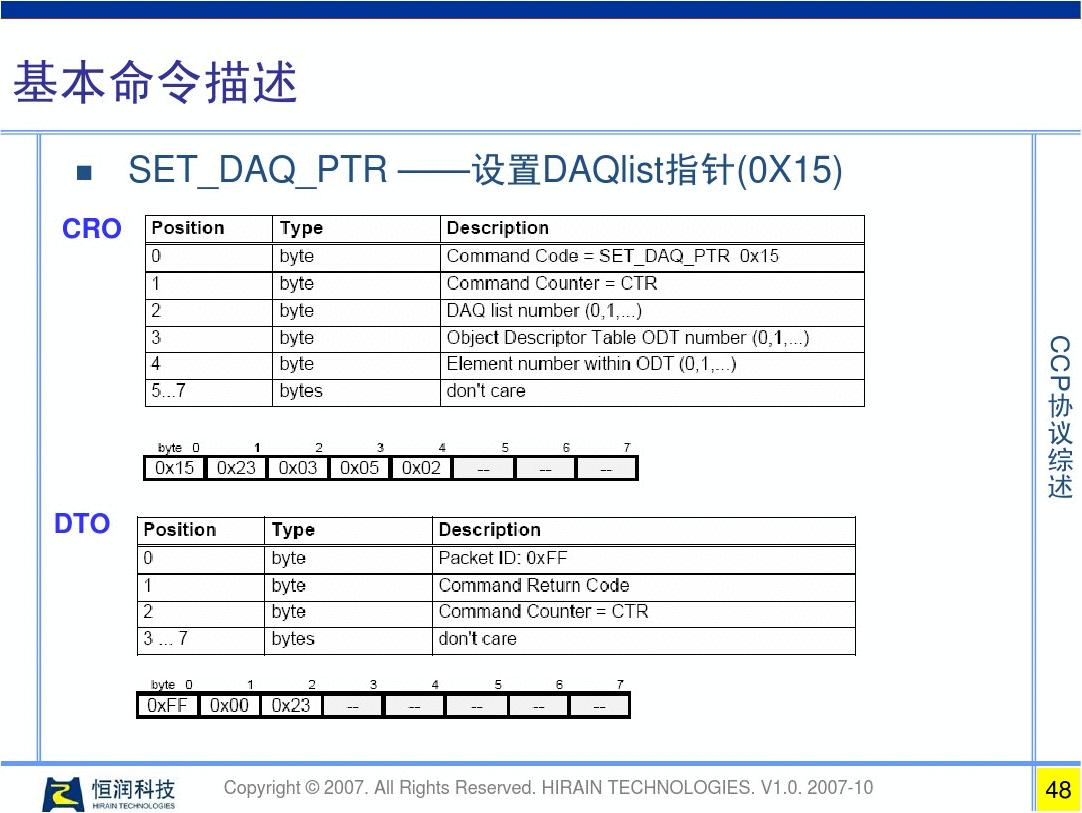 基本命令描述
■ SET_DAQ_PTR ——设置DAQlist指针(0X15)
CRO
Position Type Description
0 byte Command Code = SET_DAQ_PTR 0x15
1 byte Command Counter = CTR
2 byte DAQ list number (0,1,...)
3 byte Object Descriptor Table ODT number (0,1,...)
4 byte Element number within ODT (0,1,...)
5...7 bytes don't care
byte 0 1 2 3 4 5 6 7
0x15 0x23 0x03 0x05 0x02 -- -- --
DTO
Position Type Description
0 byte Packet ID: 0xFF
1 byte Command Return Code
2 byte Command Counter = CTR
3 ... 7 bytes don't care
byte 0 1 2 3 4 5 6 7
0xFF 0x00 0x23 -- -- -- -- --
CCP协议综述
恒润科技
HIRAIN TECHNOLOGIES
Copyright © 2007. All Rights Reserved. HIRAIN TECHNOLOGIES. V1.0. 2007-10
48